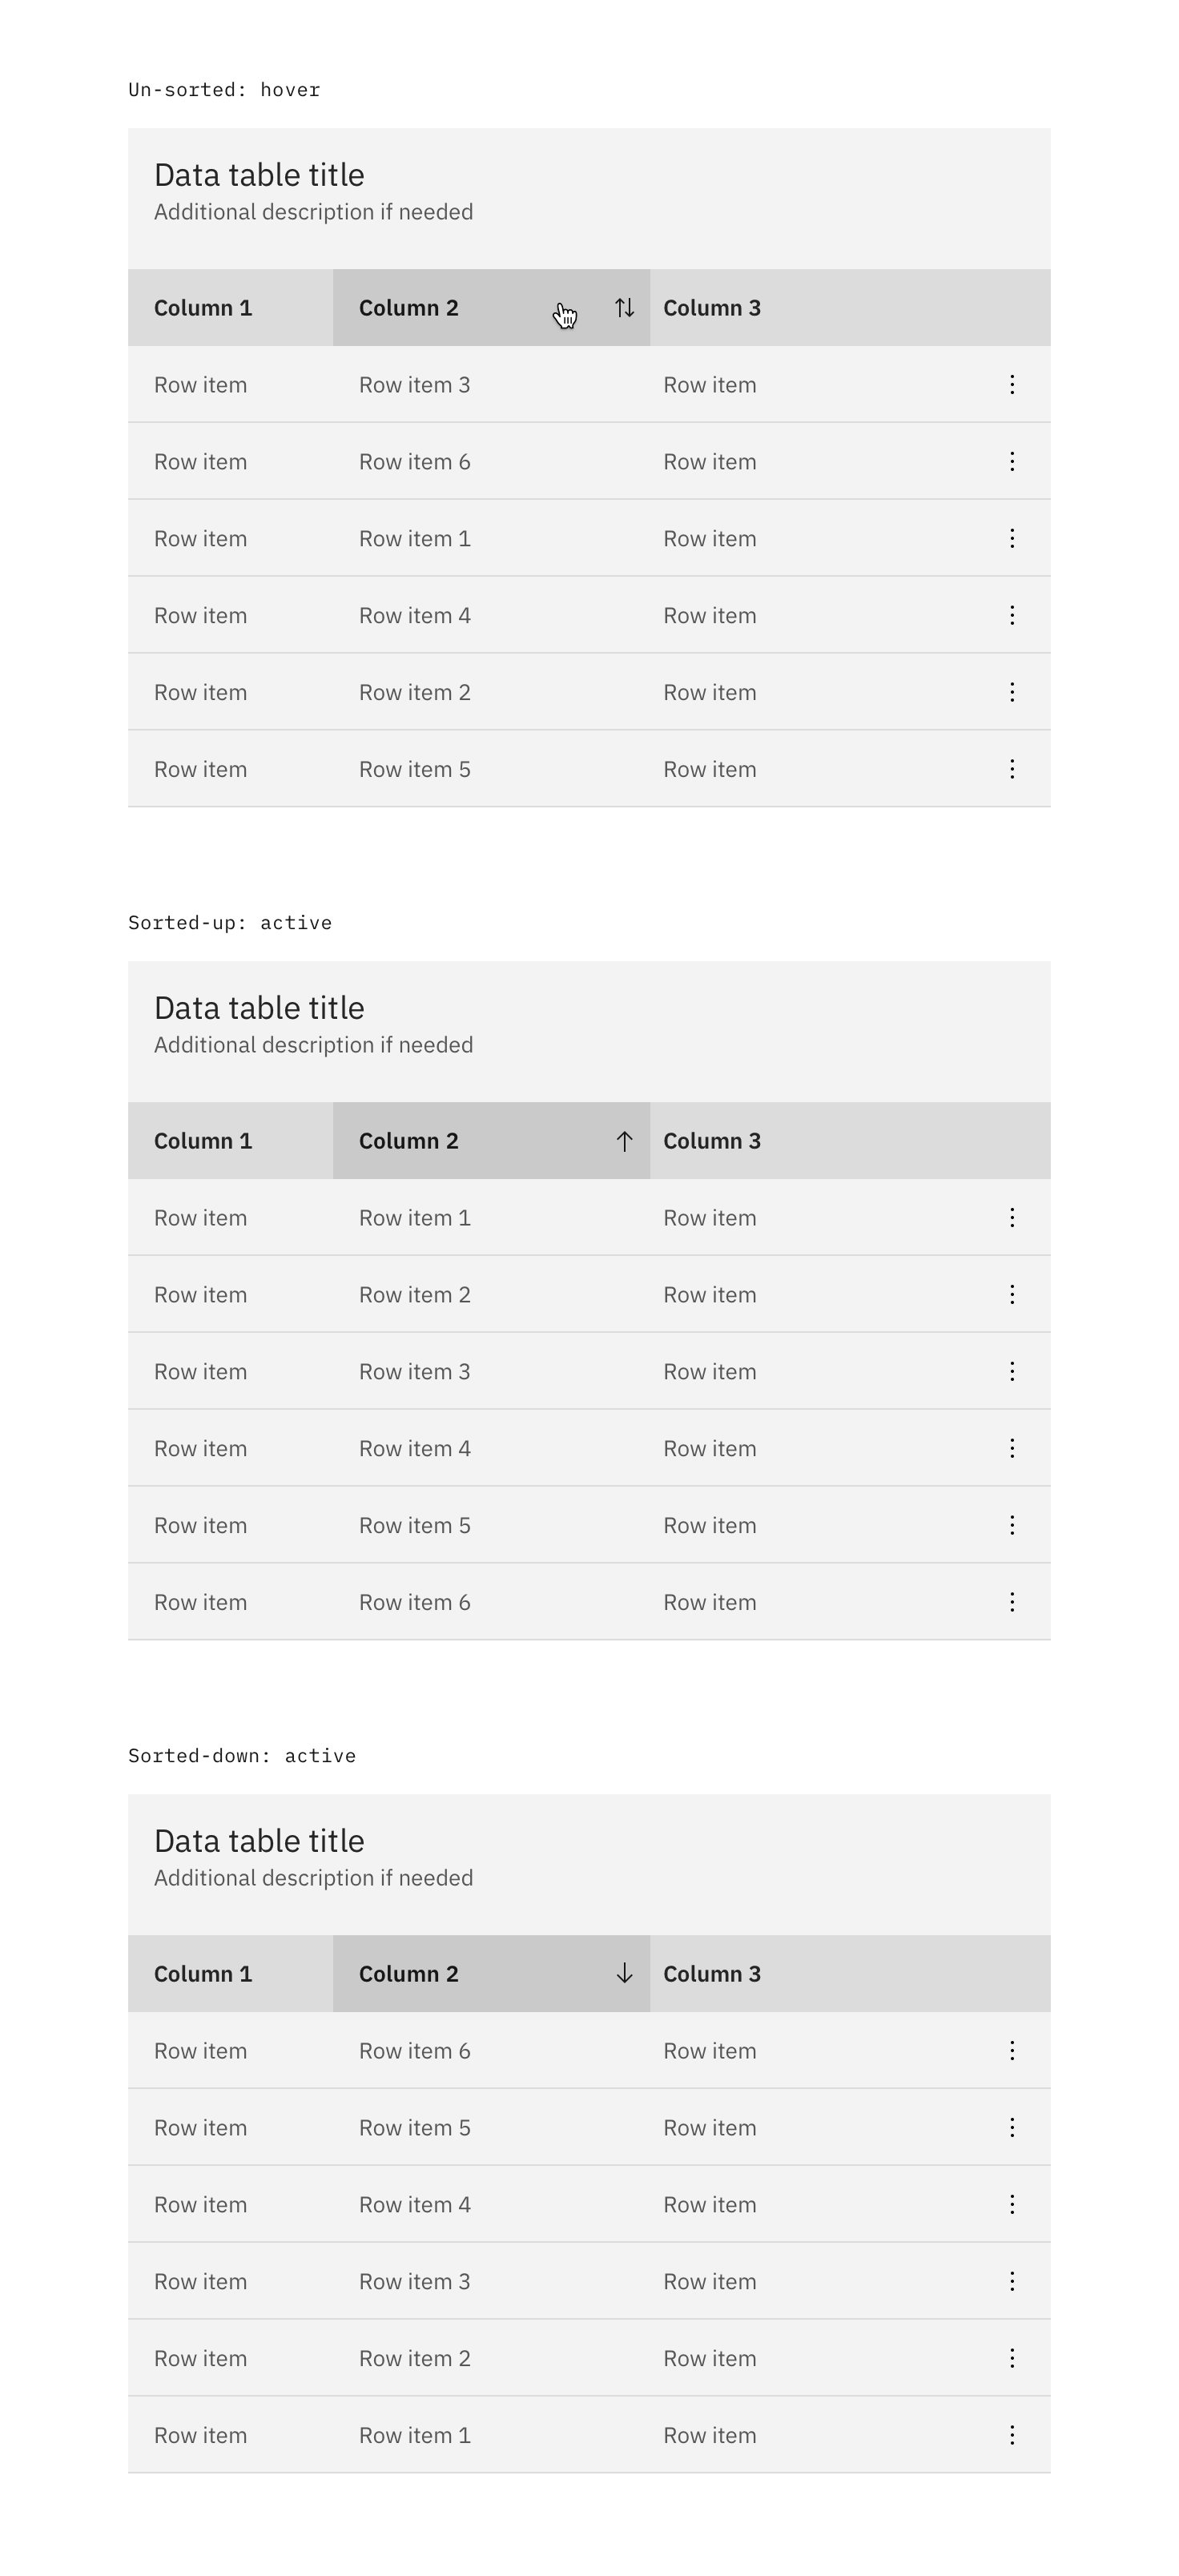 Un-sorted: hover
Data table title
Additional description if needed
Column 1 Column 2 Column 3
Row item Row item 3 Row item
Row item Row item 6 Row item
Row item Row item 1 Row item
Row item Row item 4 Row item
Row item Row item 2 Row item
Row item Row item 5 Row item
Sorted-up: active
Data table title
Additional description if needed
Column 1 Column 2 Column 3
Row item Row item 1 Row item
Row item Row item 2 Row item
Row item Row item 3 Row item
Row item Row item 4 Row item
Row item Row item 5 Row item
Row item Row item 6 Row item
Sorted-down: active
Data table title
Additional description if needed
Column 1 Column 2 Column 3
Row item Row item 6 Row item
Row item Row item 5 Row item
Row item Row item 4 Row item
Row item Row item 3 Row item
Row item Row item 2 Row item
Row item Row item 1 Row item